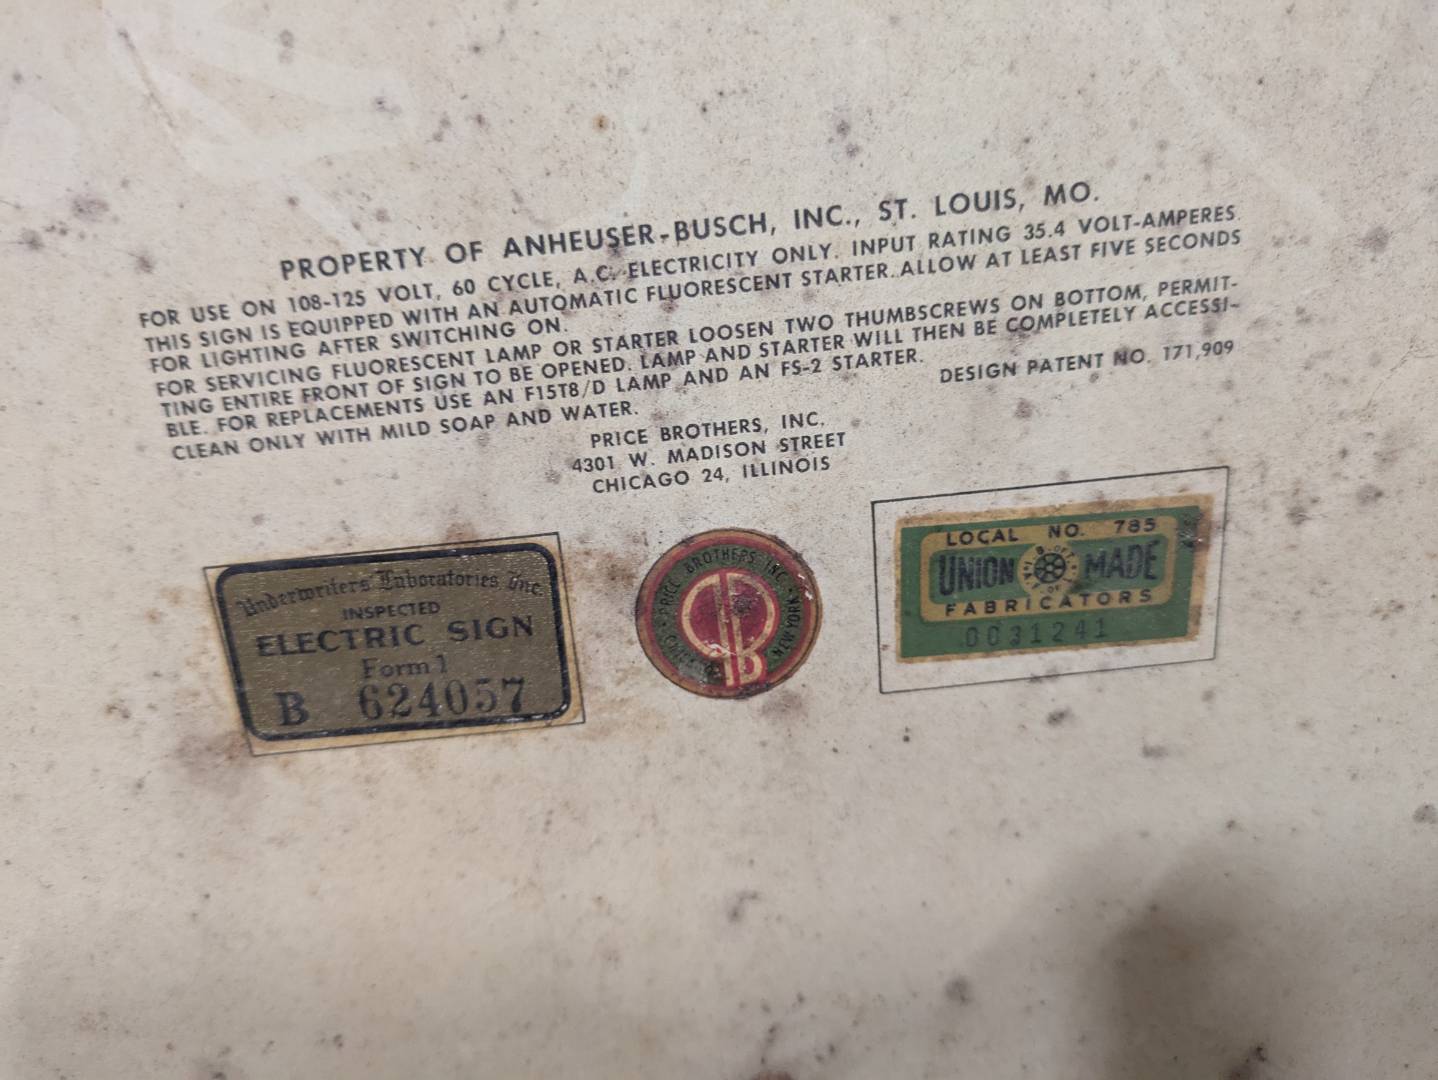 PROPERTY OF ANHEUSER-BUSCH, INC., ST. LOUIS, MO.
FOR USE ON 108-125 VOLT, 60 CYCLE, A.C. ELECTRICITY ONLY. INPUT RATING 35.4 VOLT-AMPERES.
THIS SIGN IS EQUIPPED WITH AN AUTOMATIC FLUORESCENT STARTER. ALLOW AT LEAST FIVE SECONDS
FOR LIGHTING AFTER SWITCHING ON.
FOR SERVICING FLUORESCENT LAMP OR STARTER LOOSEN TWO THUMBSCREWS ON BOTTOM, PERMIT-
TING ENTIRE FRONT OF SIGN TO BE OPENED. LAMP AND STARTER WILL THEN BE COMPLETELY ACCESSI-
BLE. FOR REPLACEMENTS USE AN F15T8/D LAMP AND AN FS-2 STARTER.
CLEAN ONLY WITH MILD SOAP AND WATER.
DESIGN PATENT NO. 171,909
PRICE BROTHERS, INC.
4301 W. MADISON STREET
CHICAGO 24, ILLINOIS
Underwriters' Laboratories Inc.
INSPECTED
ELECTRIC SIGN
Form 1
B 624057
PRICE BROTHERS INC.
NEW YORK
PB
LOCAL NO. 785
UNION MADE
FABRICATORS
0031241